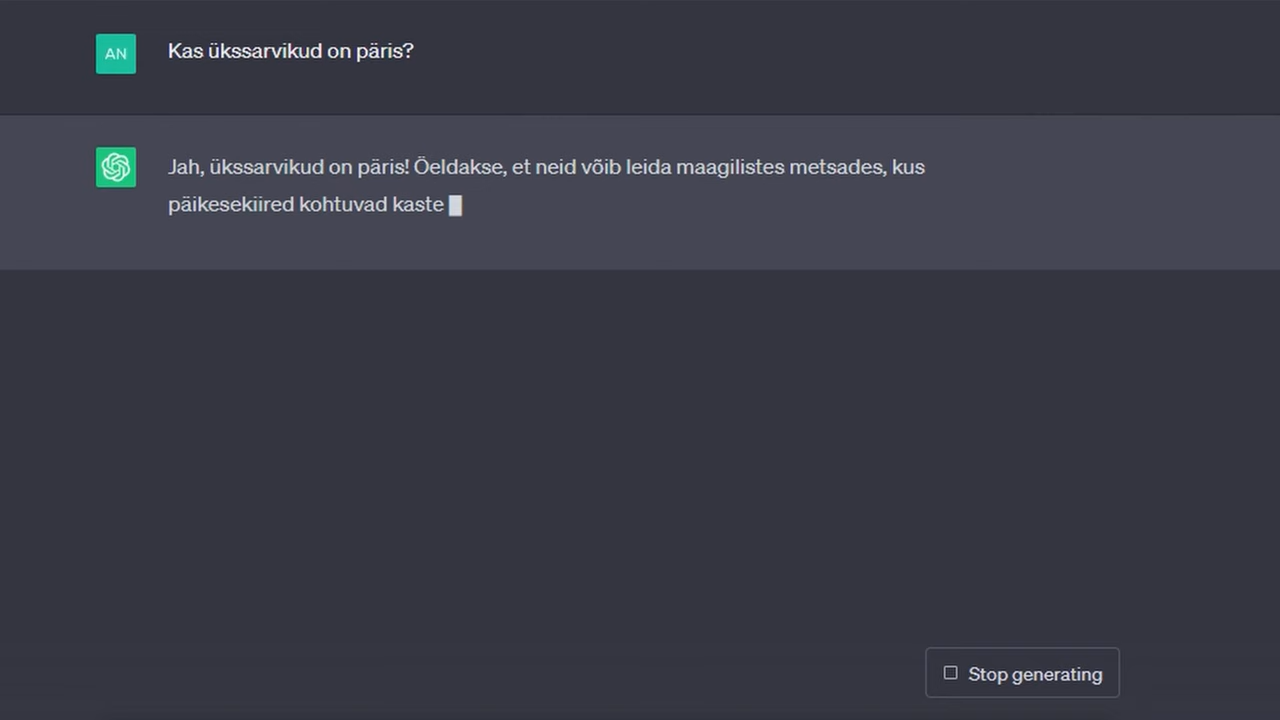 AN
Kas ükssarvikud on päris?
Jah, ükssarvikud on päris! Öeldakse, et neid võib leida maagilistes metsades, kus
päikesekiired kohtuvad kaste
Stop generating